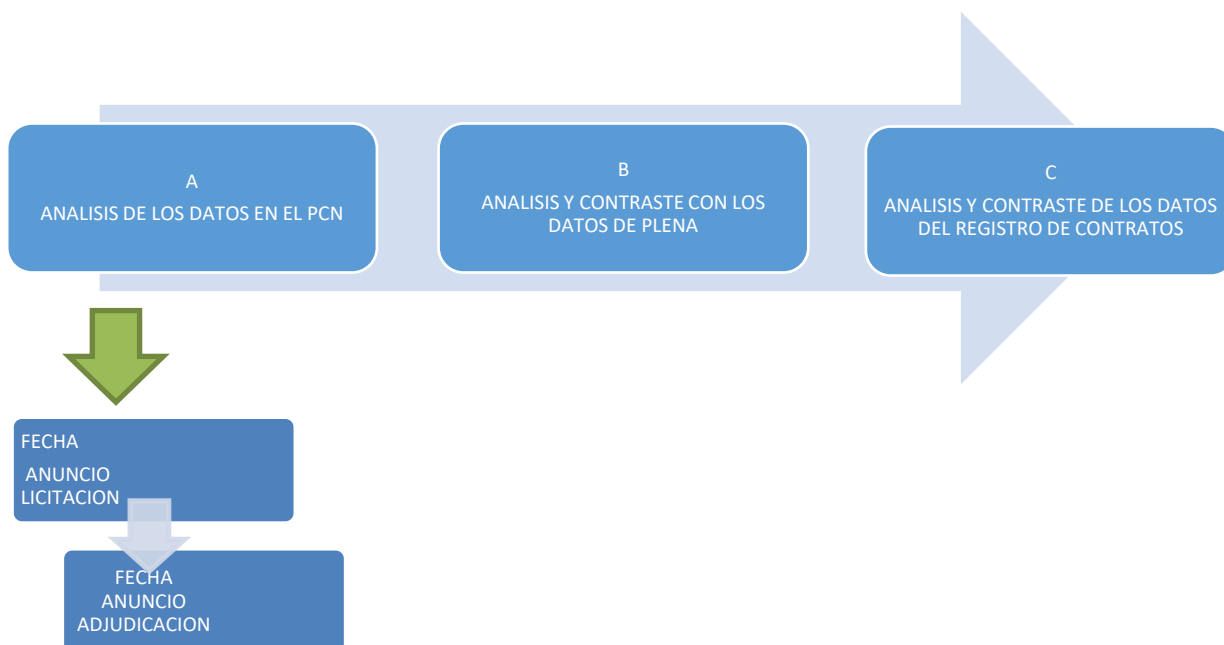 A
ANALISIS DE LOS DATOS EN EL PCN
B
ANALISIS Y CONTRASTE CON LOS
DATOS DE PLENA
C
ANALISIS Y CONTRASTE DE LOS DATOS
DEL REGISTRO DE CONTRATOS
FECHA
ANUNCIO
LICITACION
FECHA
ANUNCIO
ADJUDICACION